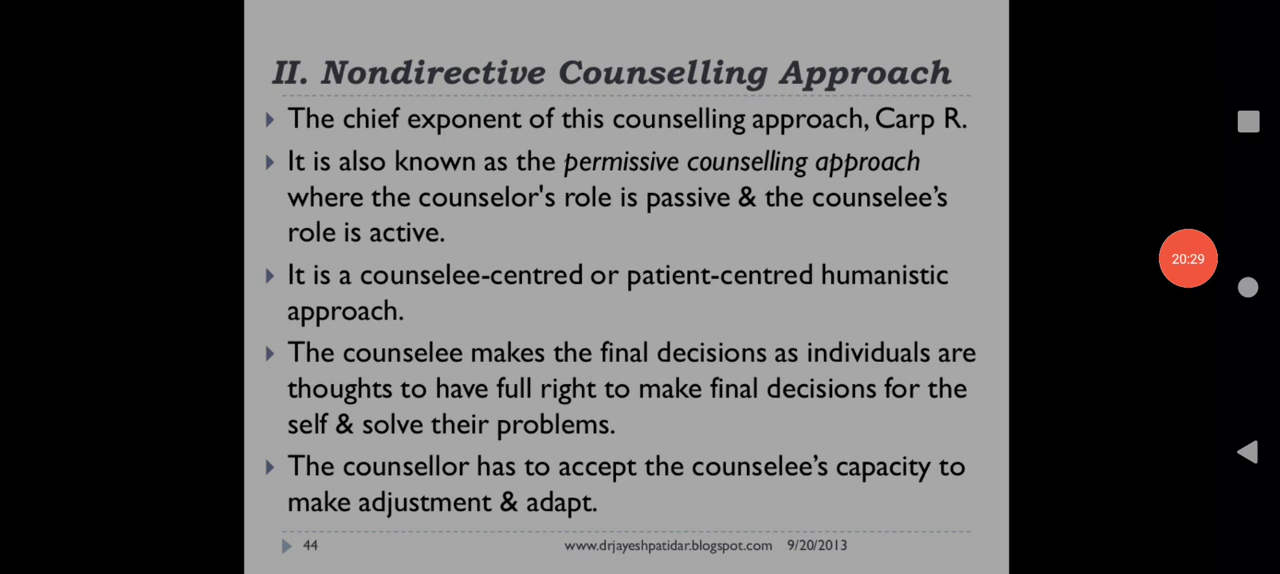 II. Nondirective Counselling Approach
The chief exponent of this counselling approach, Carp R.
It is also known as the permissive counselling approach
where the counselor's role is passive & the counselee’s
role is active.
It is a counselee-centred or patient-centred humanistic
approach.
The counselee makes the final decisions as individuals are
thoughts to have full right to make final decisions for the
self & solve their problems.
The counsellor has to accept the counselee’s capacity to
make adjustment & adapt.
44 www.drjayeshpatidar.blogspot.com 9/20/2013
20:29